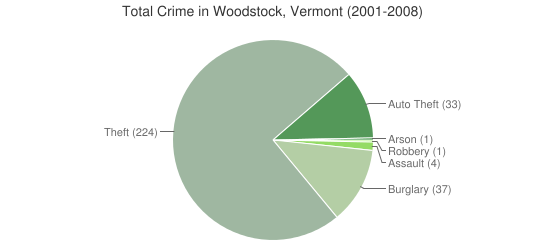 Total Crime in Woodstock, Vermont (2001-2008)
Theft (224)
Auto Theft (33)
Arson (1)
Robbery (1)
Assault (4)
Burglary (37)